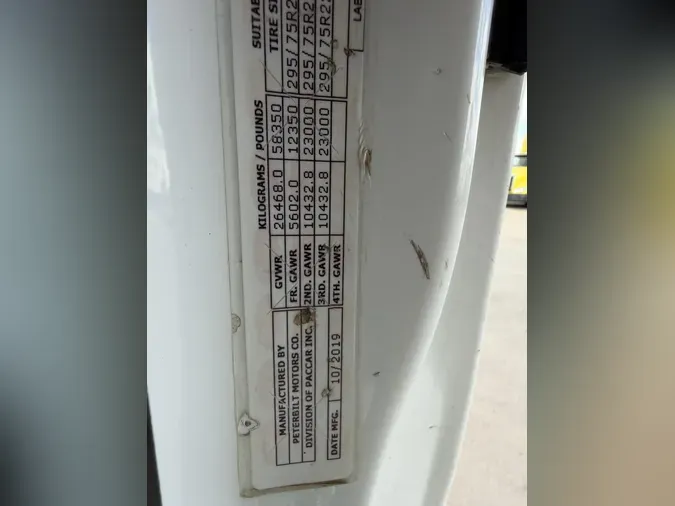 MANUFACTURED BY
PETERBILT MOTORS CO.
DIVISION OF PACCAR INC.
DATE MFG. 10/2019
KILOGRAMS / POUNDS
GVWR 26468.0 58350
FR. GAWR 5602.0 12350 295/75R2
2ND. GAWR 10432.8 23000 295/75R2
3RD. GAWR 10432.8 23000 295/75R2
4TH. GAWR
SUITAB
TIRE SI
LAB